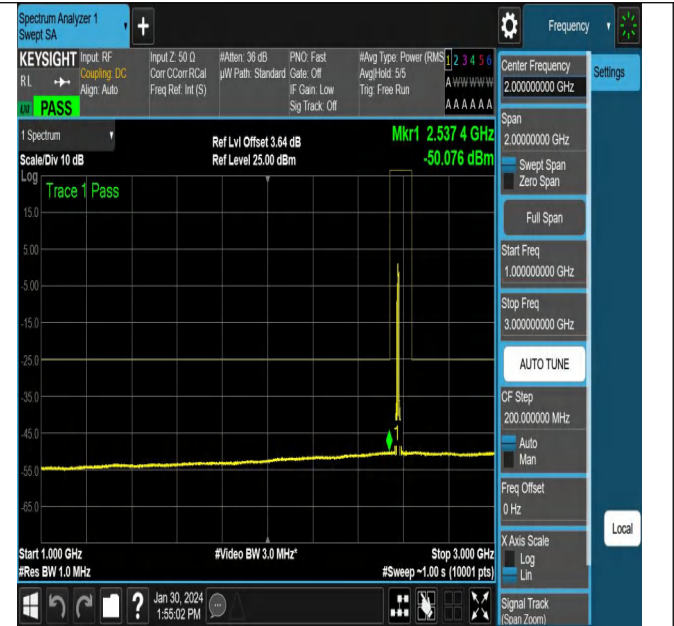 Spectrum Analyzer 1
Swept SA
Frequency
KEYSIGHT
RL
PASS
Input: RF
Coupling: DC
Align: Auto
Input Z: 50 Ω
Corr CCorr RCal
Freq Ref: Int (S)
#Atten: 36 dB
µW Path: Standard
PNO: Fast
Gate: Off
IF Gain: Low
Sig Track: Off
#Avg Type: Power (RMS
Avg|Hold: 5/5
Trig: Free Run
1 2 3 4 5 6
A W W W W W
A A A A A A
1 Spectrum
Scale/Div 10 dB
Log
Ref Lvl Offset 3.64 dB
Ref Level 25.00 dBm
Mkr1 2.537 4 GHz
-50.076 dBm
Trace 1 Pass
15.0
5.00
-5.00
-15.0
-25.0
-35.0
-45.0
-55.0
-65.0
1
Start 1.000 GHz
#Res BW 1.0 MHz
#Video BW 3.0 MHz*
Stop 3.000 GHz
#Sweep ~1.00 s (10001 pts)
Center Frequency
2.000000000 GHz
Span
2.00000000 GHz
Swept Span
Zero Span
Full Span
Start Freq
1.000000000 GHz
Stop Freq
3.000000000 GHz
AUTO TUNE
CF Step
200.000000 MHz
Auto
Man
Freq Offset
0 Hz
X Axis Scale
Log
Lin
Signal Track
(Span Zoom)
Settings
Local
?
Jan 30, 2024
1:55:02 PM